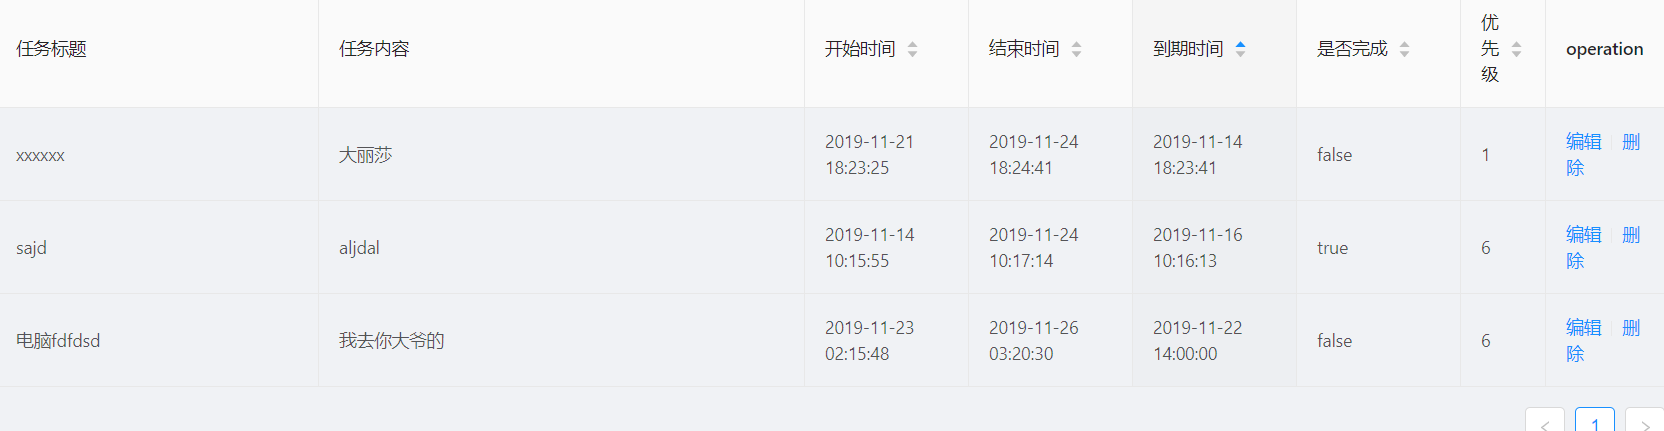 任务标题 任务内容 开始时间 结束时间 到期时间 是否完成 优先级 operation
xxxxxx 大丽莎 2019-11-21 2019-11-24 2019-11-14 false 1 编辑 删
18:23:25 18:24:41 18:23:41 除
sajd aljdal 2019-11-14 2019-11-24 2019-11-16 true 6 编辑 删
10:15:55 10:17:14 10:16:13 除
电脑fdfdsd 我去你大爷的 2019-11-23 2019-11-26 2019-11-22 false 6 编辑 删
02:15:48 03:20:30 14:00:00 除
1